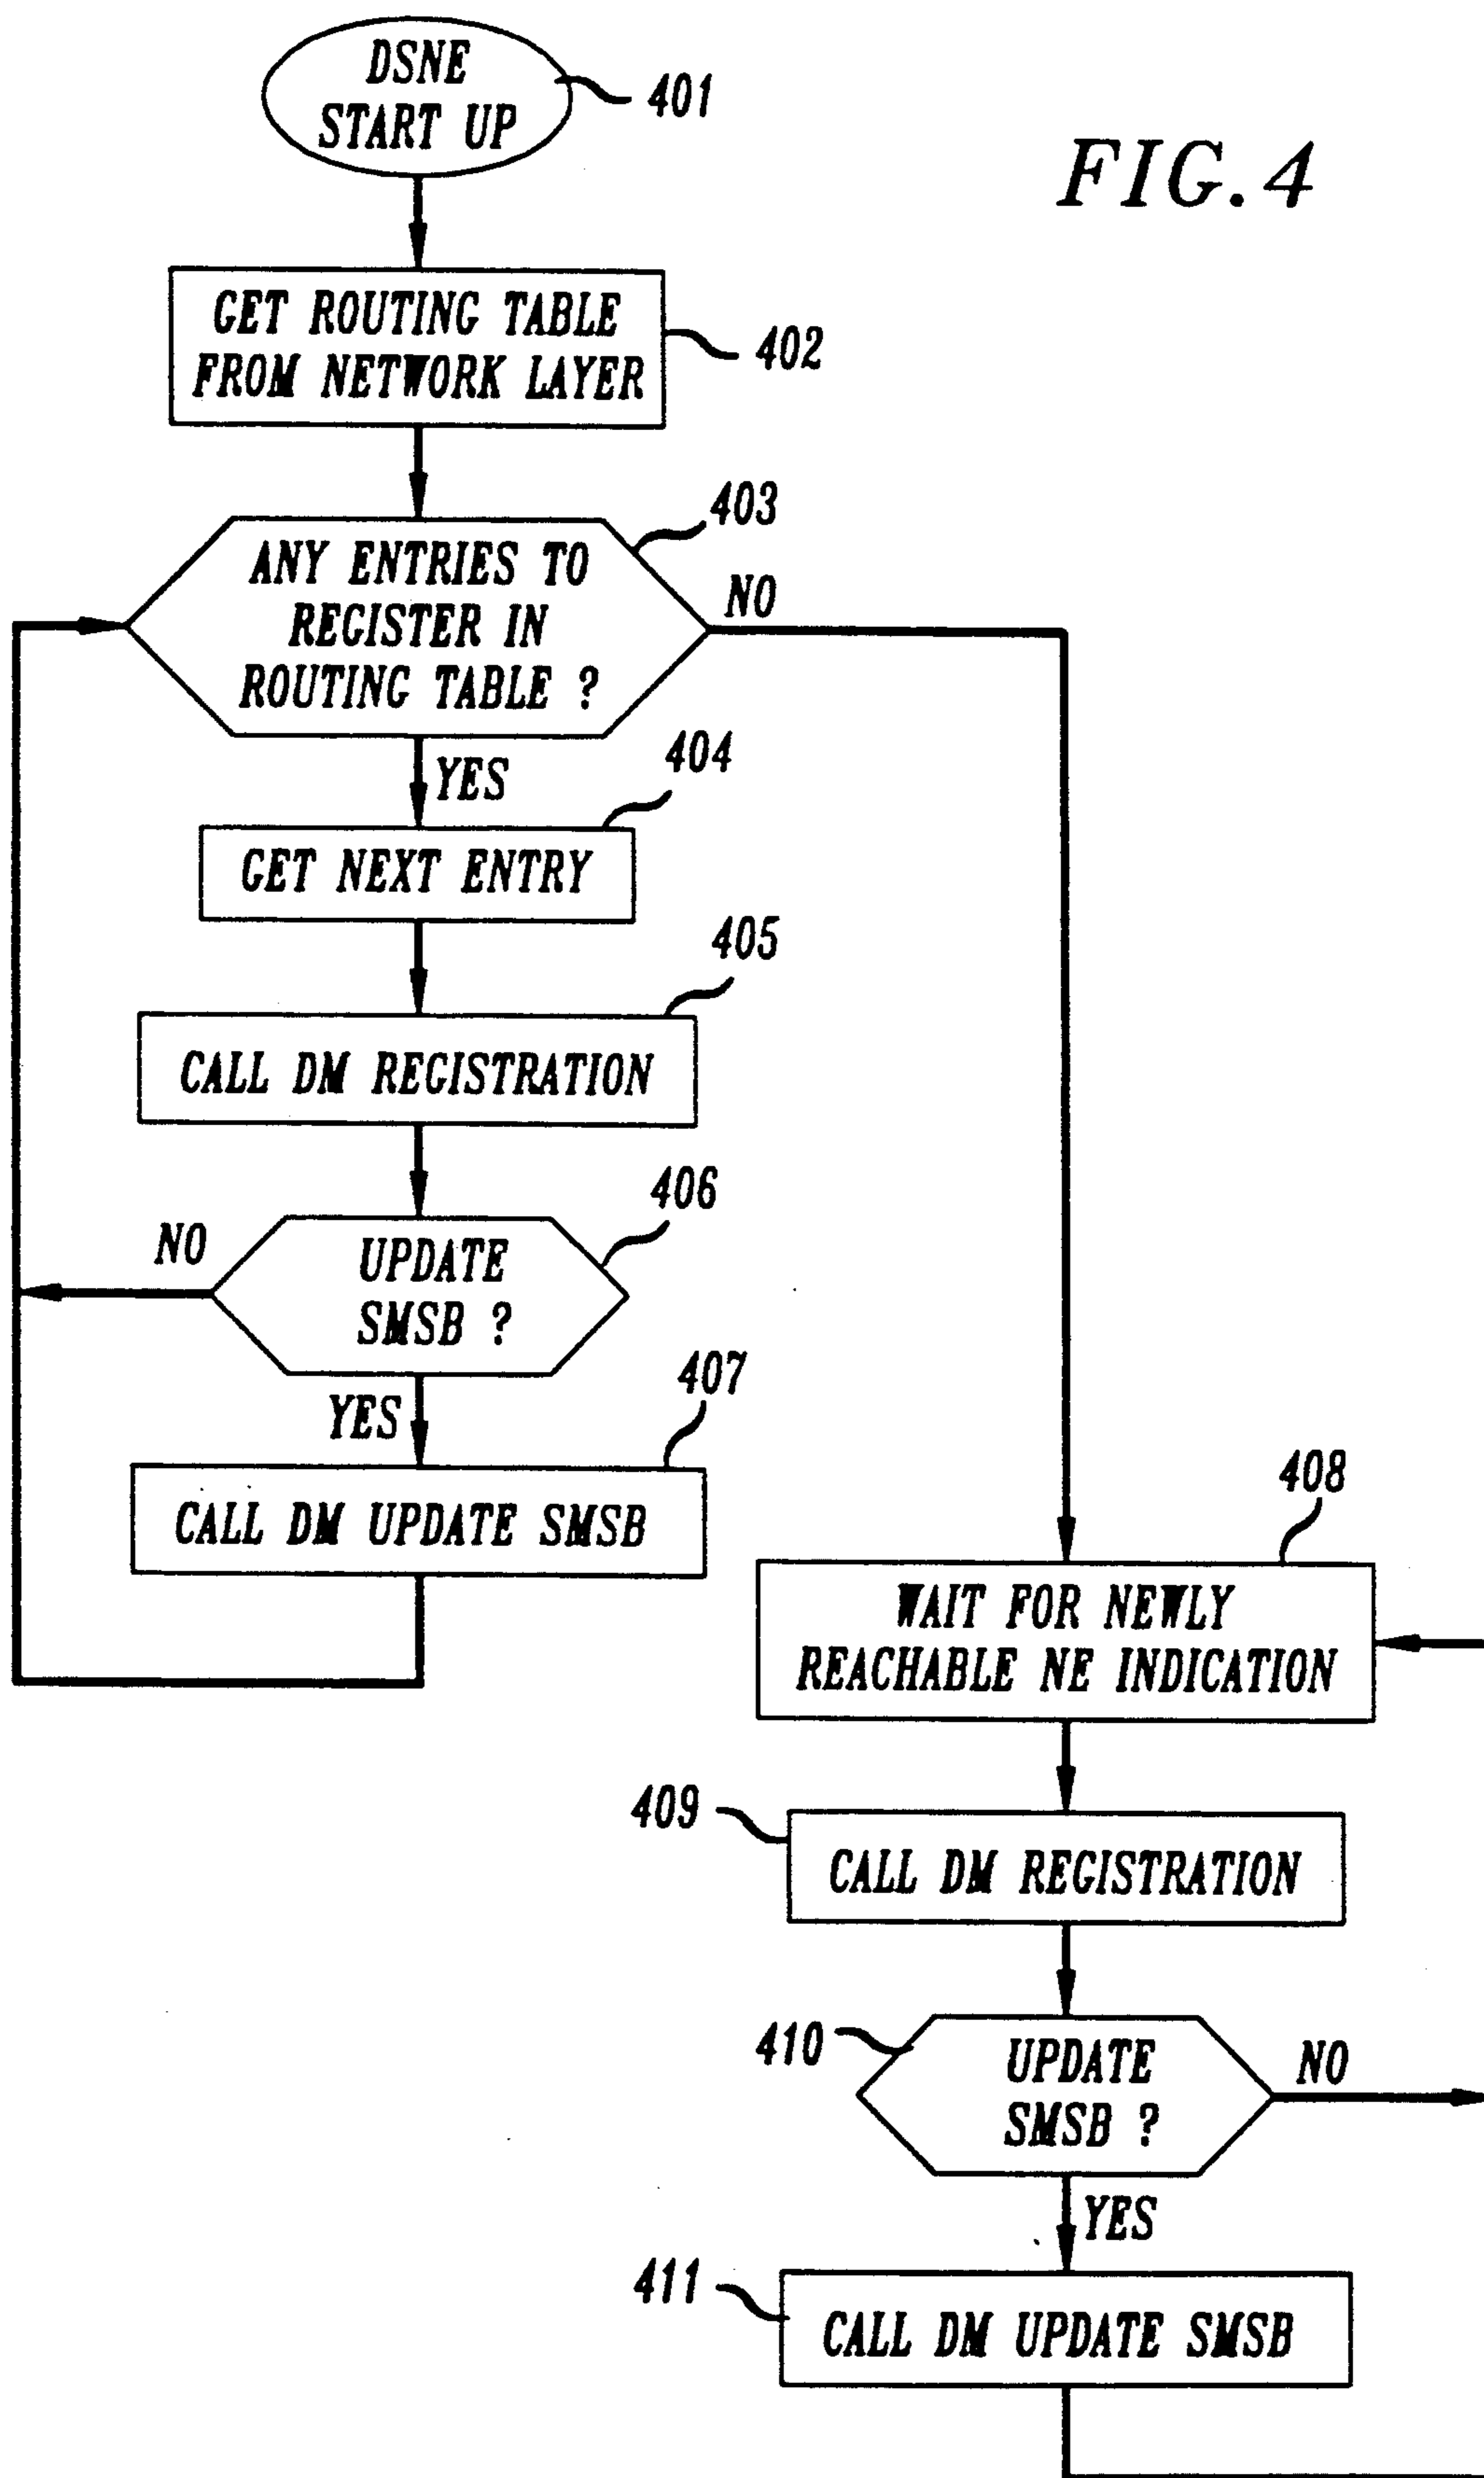 DSNE
START UP
401
FIG. 4
GET ROUTING TABLE
FROM NETWORK LAYER
402
403
ANY ENTRIES TO
REGISTER IN
ROUTING TABLE ?
NO
YES
404
GET NEXT ENTRY
405
CALL DM REGISTRATION
406
NO
UPDATE
SMSB ?
YES
407
CALL DM UPDATE SMSB
408
WAIT FOR NEWLY
REACHABLE NE INDICATION
409
CALL DM REGISTRATION
410
UPDATE
SMSB ?
NO
YES
411
CALL DM UPDATE SMSB